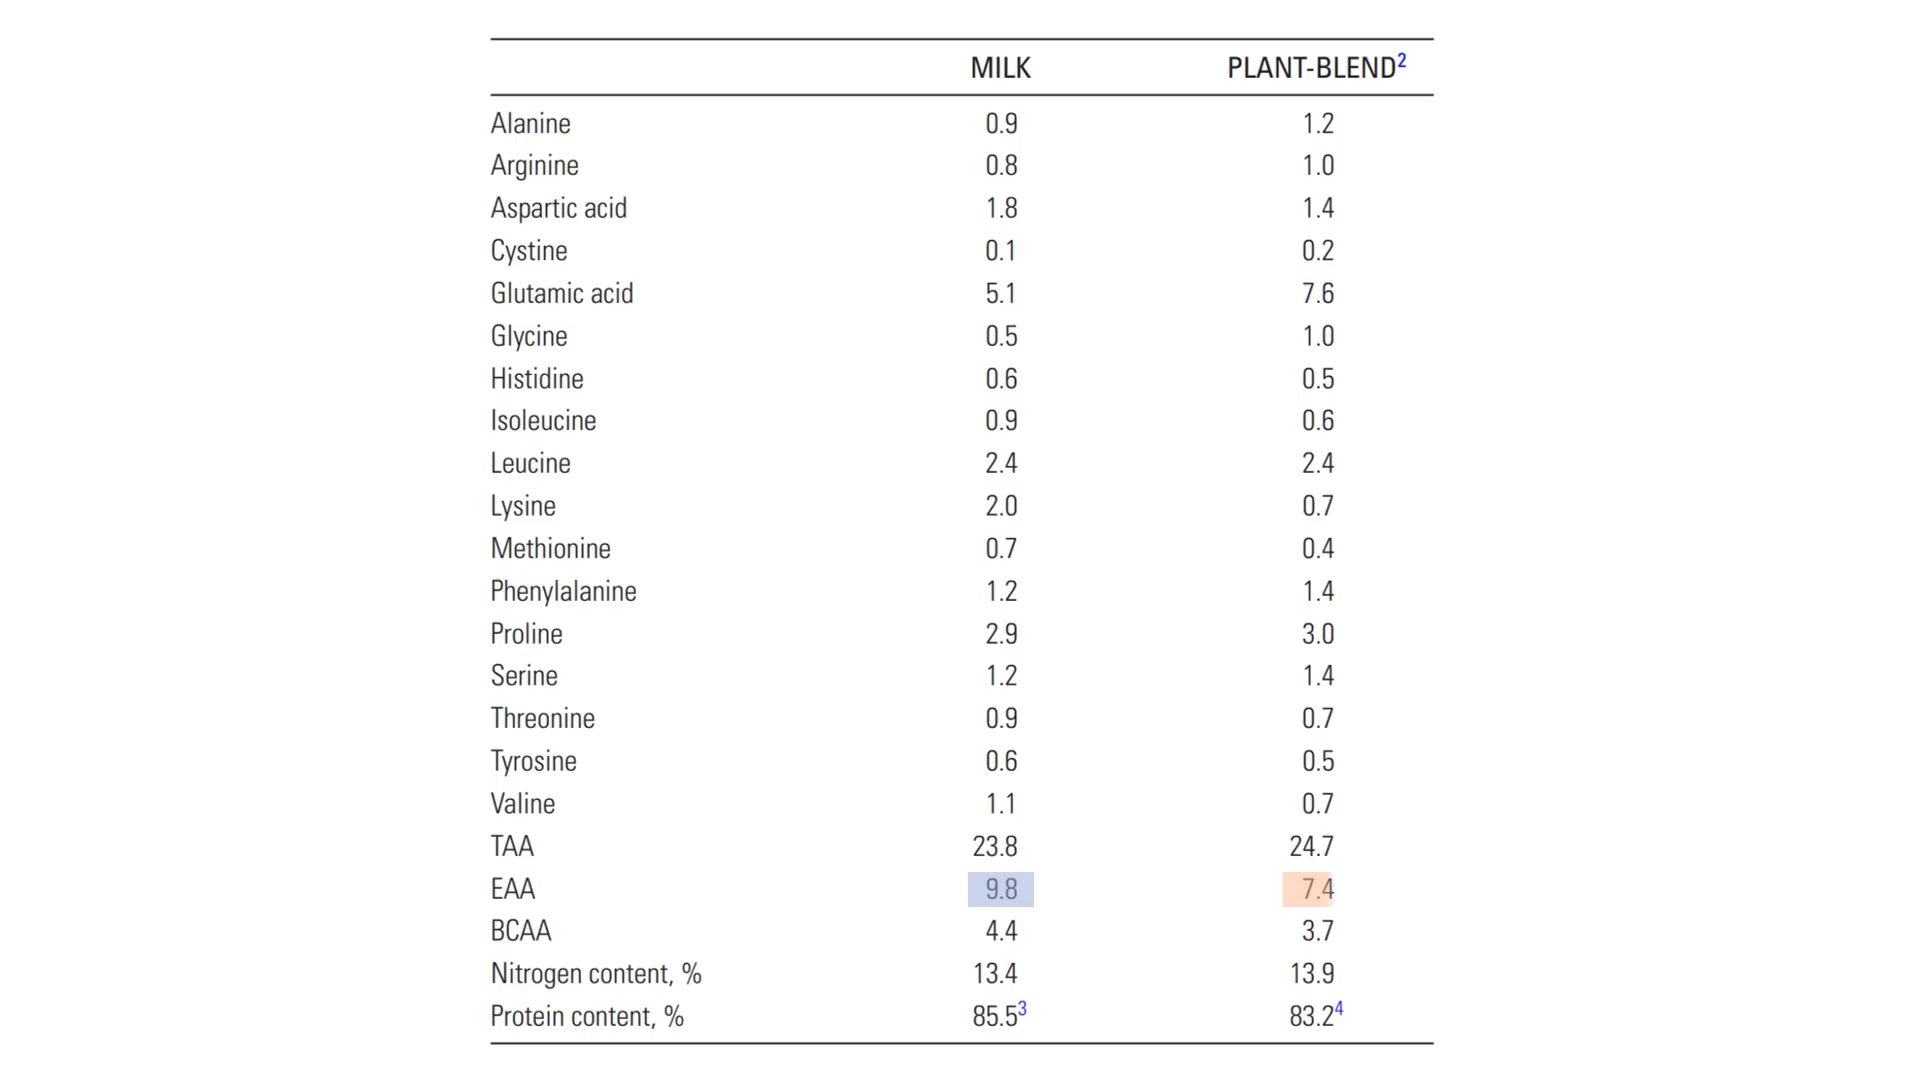 MILK PLANT-BLEND2
Alanine 0.9 1.2
Arginine 0.8 1.0
Aspartic acid 1.8 1.4
Cystine 0.1 0.2
Glutamic acid 5.1 7.6
Glycine 0.5 1.0
Histidine 0.6 0.5
Isoleucine 0.9 0.6
Leucine 2.4 2.4
Lysine 2.0 0.7
Methionine 0.7 0.4
Phenylalanine 1.2 1.4
Proline 2.9 3.0
Serine 1.2 1.4
Threonine 0.9 0.7
Tyrosine 0.6 0.5
Valine 1.1 0.7
TAA 23.8 24.7
EAA 9.8 7.4
BCAA 4.4 3.7
Nitrogen content, % 13.4 13.9
Protein content, % 85.53 83.24